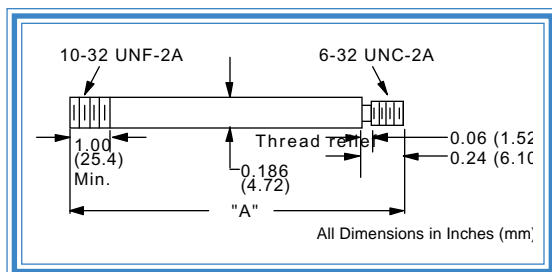 10-32 UNF-2A
6-32 UNC-2A
1.00
(25.4)
Min.
Thread relief
0.186
(4.72)
0.06 (1.52
0.24 (6.10
"A"
All Dimensions in Inches (mm)